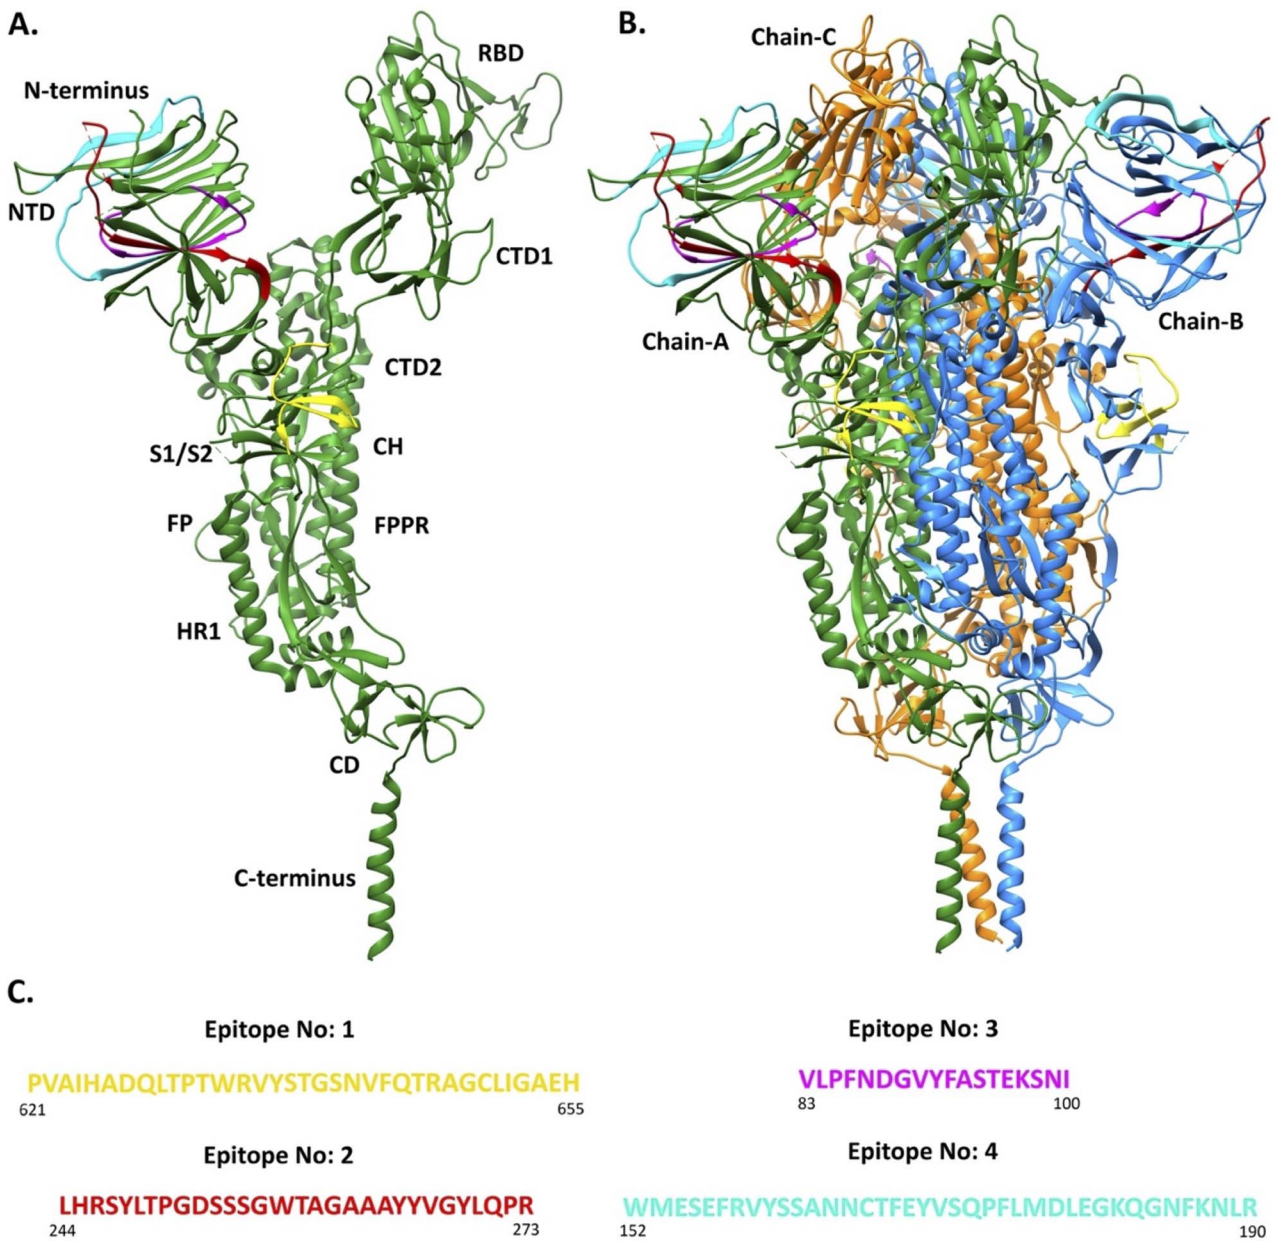 A.
RBD
N-terminus
NTD
CTD1
CTD2
S1/S2
CH
FP
FPPR
HR1
CD
C-terminus
B.
Chain-C
Chain-A
Chain-B
C.
Epitope No: 1
PVAIHADQLTPTWRVYSTGSNVFQTRAGCLIGAEH
621 655
Epitope No: 2
LHRSYLTPGDSSSGWTAGAAAYYVGYLQPR
244 273
Epitope No: 3
VLPFNDGVYFASTEKSNI
83 100
Epitope No: 4
WMESEFRVYSSANNCTFEYVSQPFLMDLEGKQGNFKNLR
152 190